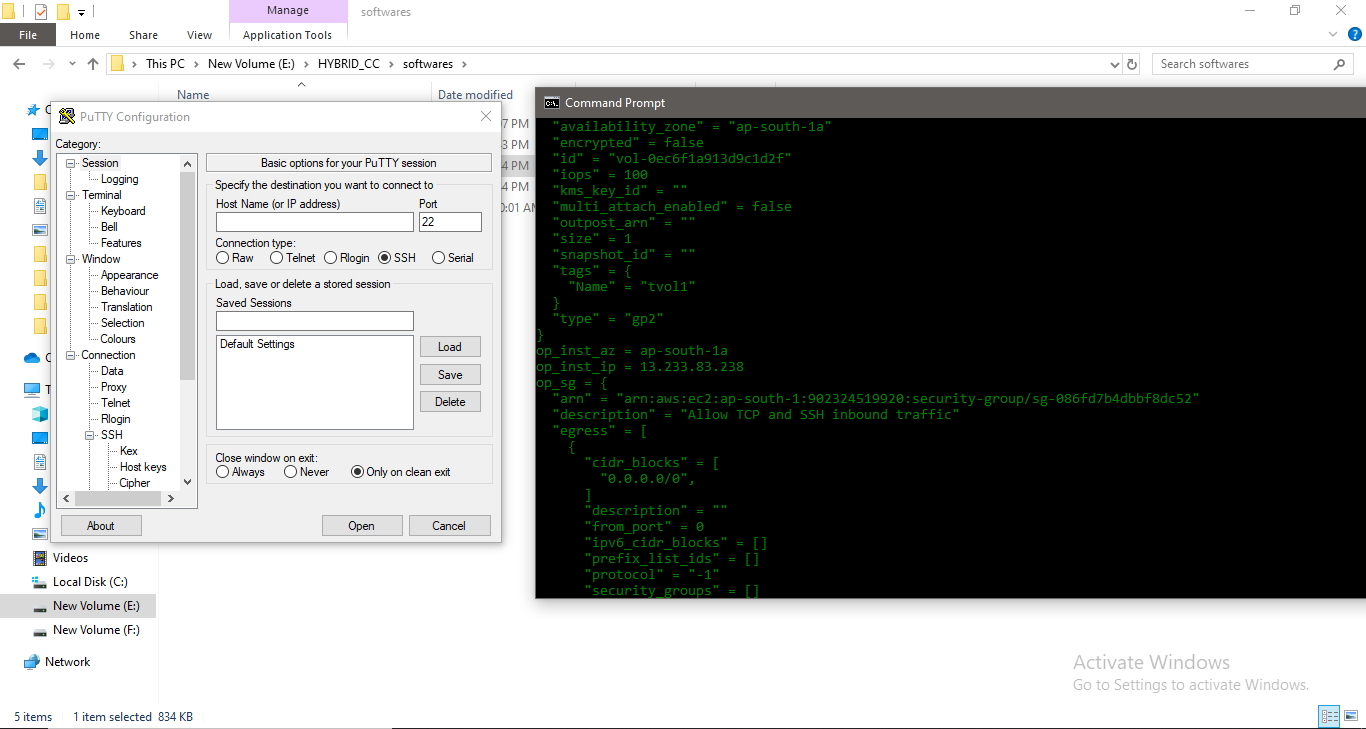 Manage
softwares
File
Home
Share
View
Application Tools
This PC
New Volume (E:)
HYBRID_CC
softwares
Search softwares
Name
Date modified
7 PM
3 PM
4 PM
4 PM
0:01 AM
Videos
Local Disk (C:)
New Volume (E:)
New Volume (F:)
Network
5 items
1 item selected 834 KB
PuTTY Configuration
Category:
Session
Logging
Terminal
Keyboard
Bell
Features
Window
Appearance
Behaviour
Translation
Selection
Colours
Connection
Data
Proxy
Telnet
Rlogin
SSH
Kex
Host keys
Cipher
Basic options for your PuTTY session
Specify the destination you want to connect to
Host Name (or IP address)
Port
22
Connection type:
Raw
Telnet
Rlogin
SSH
Serial
Load, save or delete a stored session
Saved Sessions
Default Settings
Load
Save
Delete
Close window on exit:
Always
Never
Only on clean exit
About
Open
Cancel
Command Prompt
"availability_zone" = "ap-south-1a"
"encrypted" = false
"id" = "vol-0ec6f1a913d9c1d2f"
"iops" = 100
"kms_key_id" = ""
"multi_attach_enabled" = false
"outpost_arn" = ""
"size" = 1
"snapshot_id" = ""
"tags" = {
"Name" = "tvol1"
}
"type" = "gp2"
}
op_inst_az = ap-south-1a
op_inst_ip = 13.233.83.238
op_sg = {
"arn" = "arn:aws:ec2:ap-south-1:902324519920:security-group/sg-086fd7b4dbbf8dc52"
"description" = "Allow TCP and SSH inbound traffic"
"egress" = [
{
"cidr_blocks" = [
"0.0.0.0/0",
]
"description" = ""
"from_port" = 0
"ipv6_cidr_blocks" = []
"prefix_list_ids" = []
"protocol" = "-1"
"security_groups" = []
Activate Windows
Go to Settings to activate Windows.